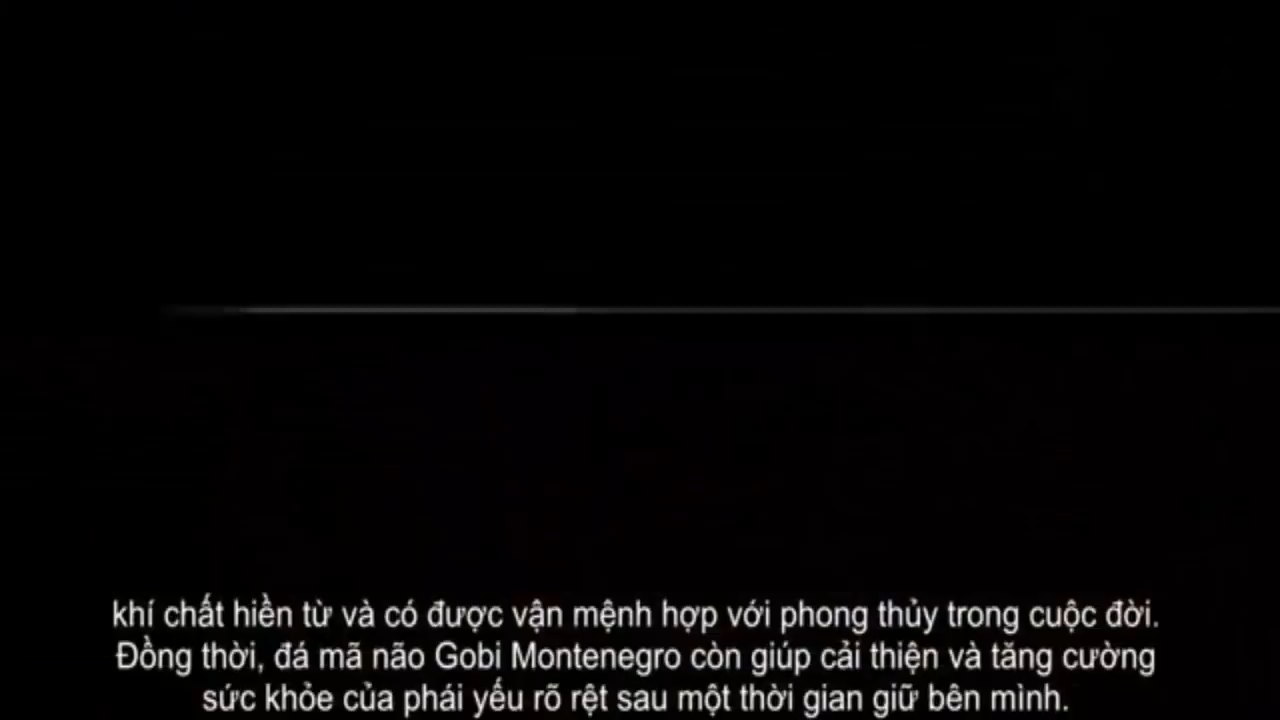 khí chất hiền từ và có được vận mệnh hợp với phong thủy trong cuộc đời.
Đồng thời, đá mã não Gobi Montenegro còn giúp cải thiện và tăng cường
sức khỏe của phái yếu rõ rệt sau một thời gian giữ bên mình.